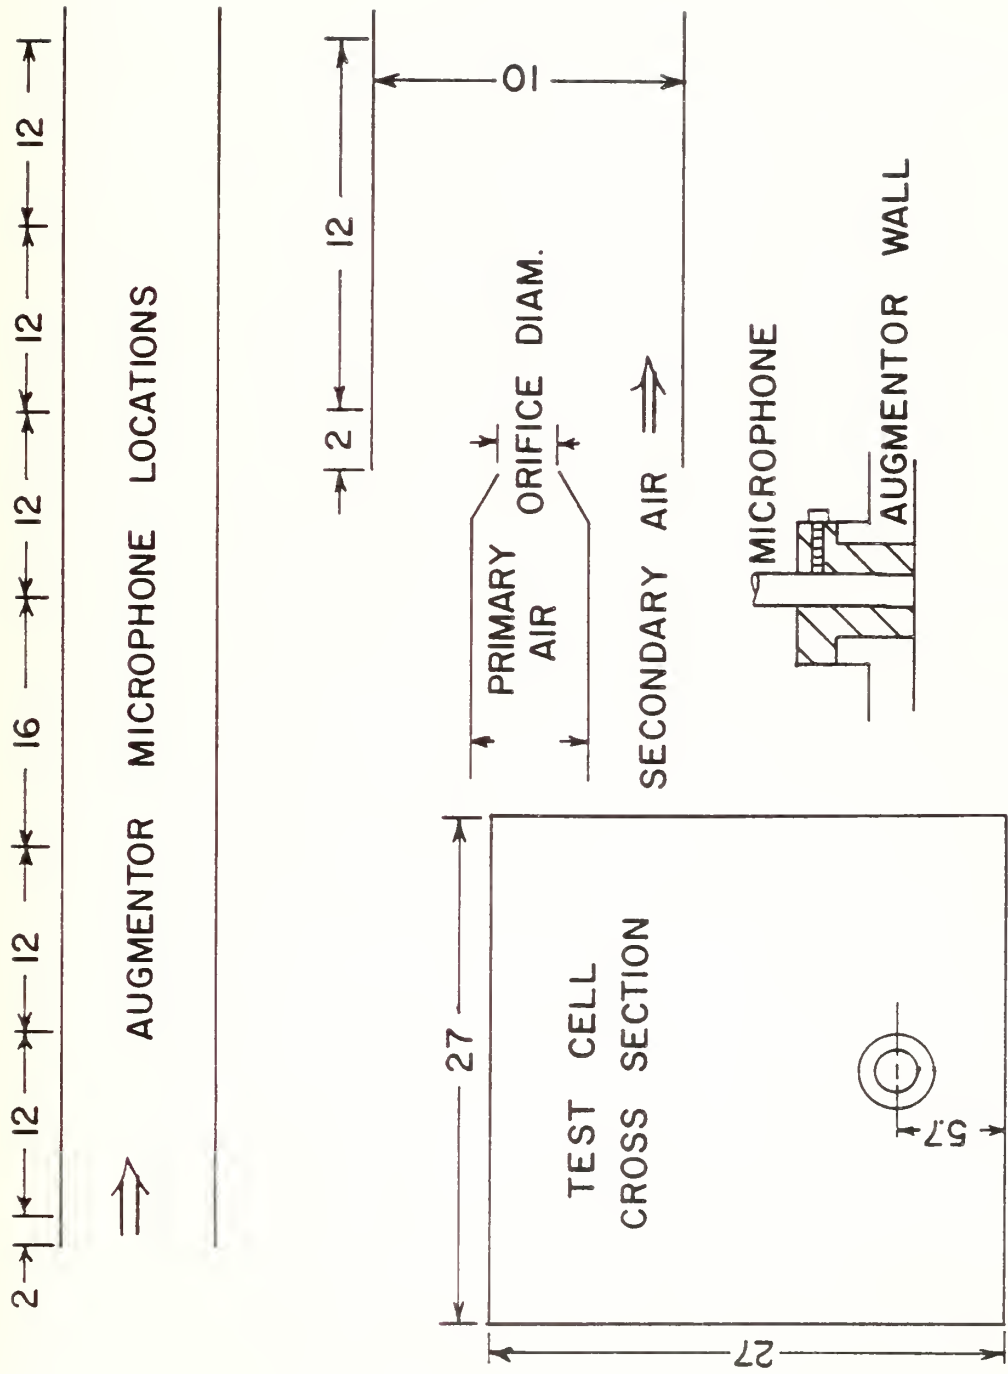 2 12 12 16 12 12 12
AUGMENTOR MICROPHONE LOCATIONS
27
27
TEST CELL
CROSS SECTION
5.7
2 12
10
PRIMARY
AIR
ORIFICE DIAM.
SECONDARY AIR
MICROPHONE
AUGMENTOR WALL